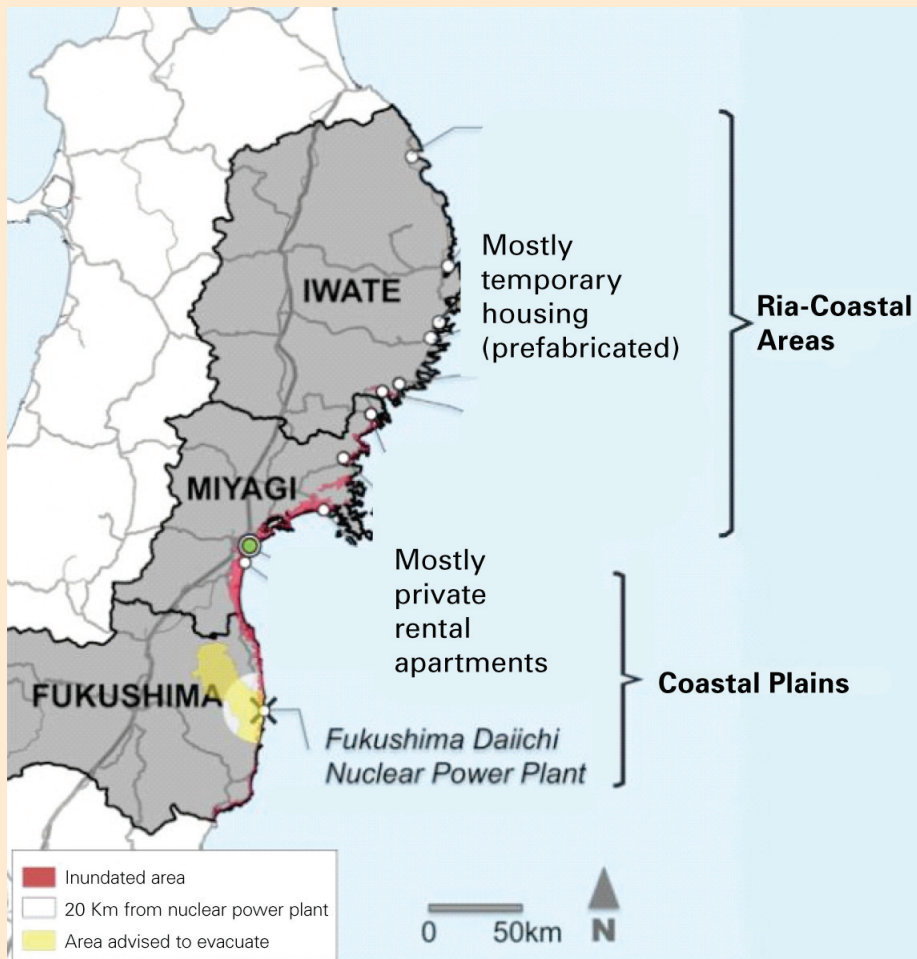 IWATE
Mostly
temporary
housing
(prefabricated)
Ria-Coastal
Areas
MIYAGI
Mostly
private
rental
apartments
FUKUSHIMA
Coastal Plains
Fukushima Daiichi
Nuclear Power Plant
Inundated area
20 Km from nuclear power plant
Area advised to evacuate
0 50km N